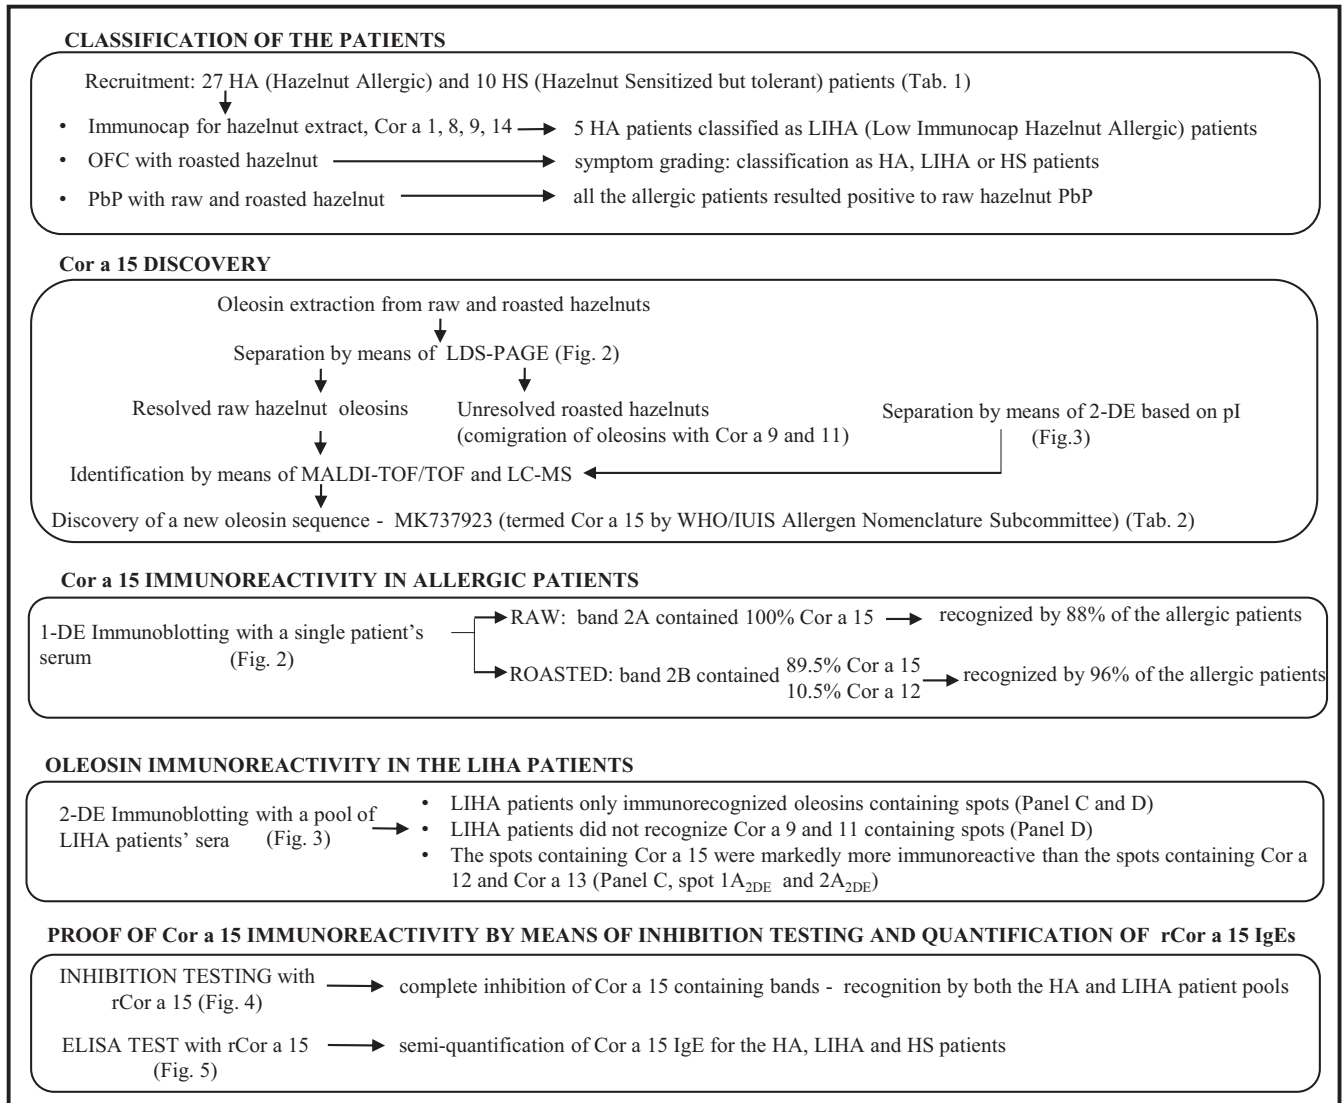 CLASSIFICATION OF THE PATIENTS
Recruitment: 27 HA (Hazelnut Allergic) and 10 HS (Hazelnut Sensitized but tolerant) patients (Tab. 1)
• Immunocap for hazelnut extract, Cor a 1, 8, 9, 14
5 HA patients classified as LIHA (Low Immunocap Hazelnut Allergic) patients
• OFC with roasted hazelnut
symptom grading: classification as HA, LIHA or HS patients
• PbP with raw and roasted hazelnut
all the allergic patients resulted positive to raw hazelnut PbP
Cor a 15 DISCOVERY
Oleosin extraction from raw and roasted hazelnuts
Separation by means of LDS-PAGE (Fig. 2)
Resolved raw hazelnut oleosins
Unresolved roasted hazelnuts
(comigration of oleosins with Cor a 9 and 11)
Separation by means of 2-DE based on pI
(Fig.3)
Identification by means of MALDI-TOF/TOF and LC-MS
Discovery of a new oleosin sequence - MK737923 (termed Cor a 15 by WHO/IUIS Allergen Nomenclature Subcommittee) (Tab. 2)
Cor a 15 IMMUNOREACTIVITY IN ALLERGIC PATIENTS
1-DE Immunoblotting with a single patient's
serum (Fig. 2)
RAW: band 2A contained 100% Cor a 15
recognized by 88% of the allergic patients
ROASTED: band 2B contained
89.5% Cor a 15
10.5% Cor a 12
recognized by 96% of the allergic patients
OLEOSIN IMMUNOREACTIVITY IN THE LIHA PATIENTS
2-DE Immunoblotting with a pool of
LIHA patients' sera (Fig. 3)
• LIHA patients only immunorecognized oleosins containing spots (Panel C and D)
• LIHA patients did not recognize Cor a 9 and 11 containing spots (Panel D)
• The spots containing Cor a 15 were markedly more immunoreactive than the spots containing Cor a
12 and Cor a 13 (Panel C, spot 1A2DE and 2A2DE)
PROOF OF Cor a 15 IMMUNOREACTIVITY BY MEANS OF INHIBITION TESTING AND QUANTIFICATION OF rCor a 15 IgEs
INHIBITION TESTING with
rCor a 15 (Fig. 4)
complete inhibition of Cor a 15 containing bands - recognition by both the HA and LIHA patient pools
ELISA TEST with rCor a 15
(Fig. 5)
semi-quantification of Cor a 15 IgE for the HA, LIHA and HS patients